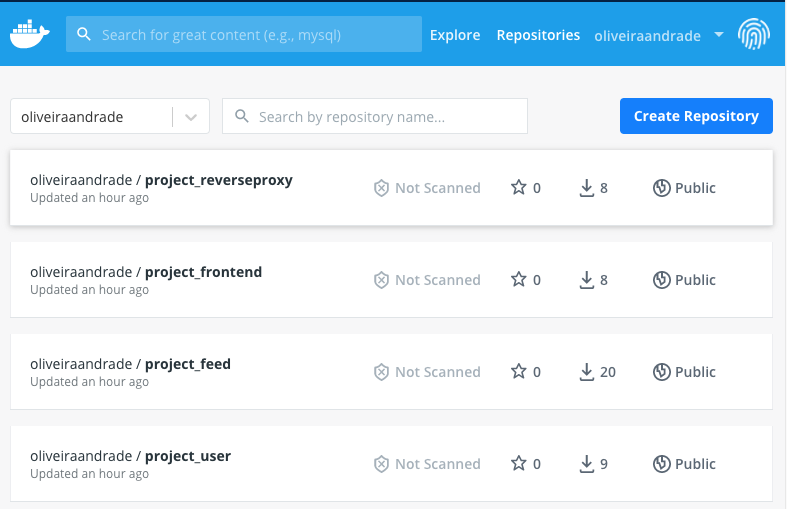 Search for great content (e.g., mysql) Explore Repositories oliveiraandrade
oliveiraandrade Search by repository name... Create Repository
oliveiraandrade / project_reverseproxy Not Scanned 0 8 Public
Updated an hour ago
oliveiraandrade / project_frontend Not Scanned 0 8 Public
Updated an hour ago
oliveiraandrade / project_feed Not Scanned 0 20 Public
Updated an hour ago
oliveiraandrade / project_user Not Scanned 0 9 Public
Updated an hour ago